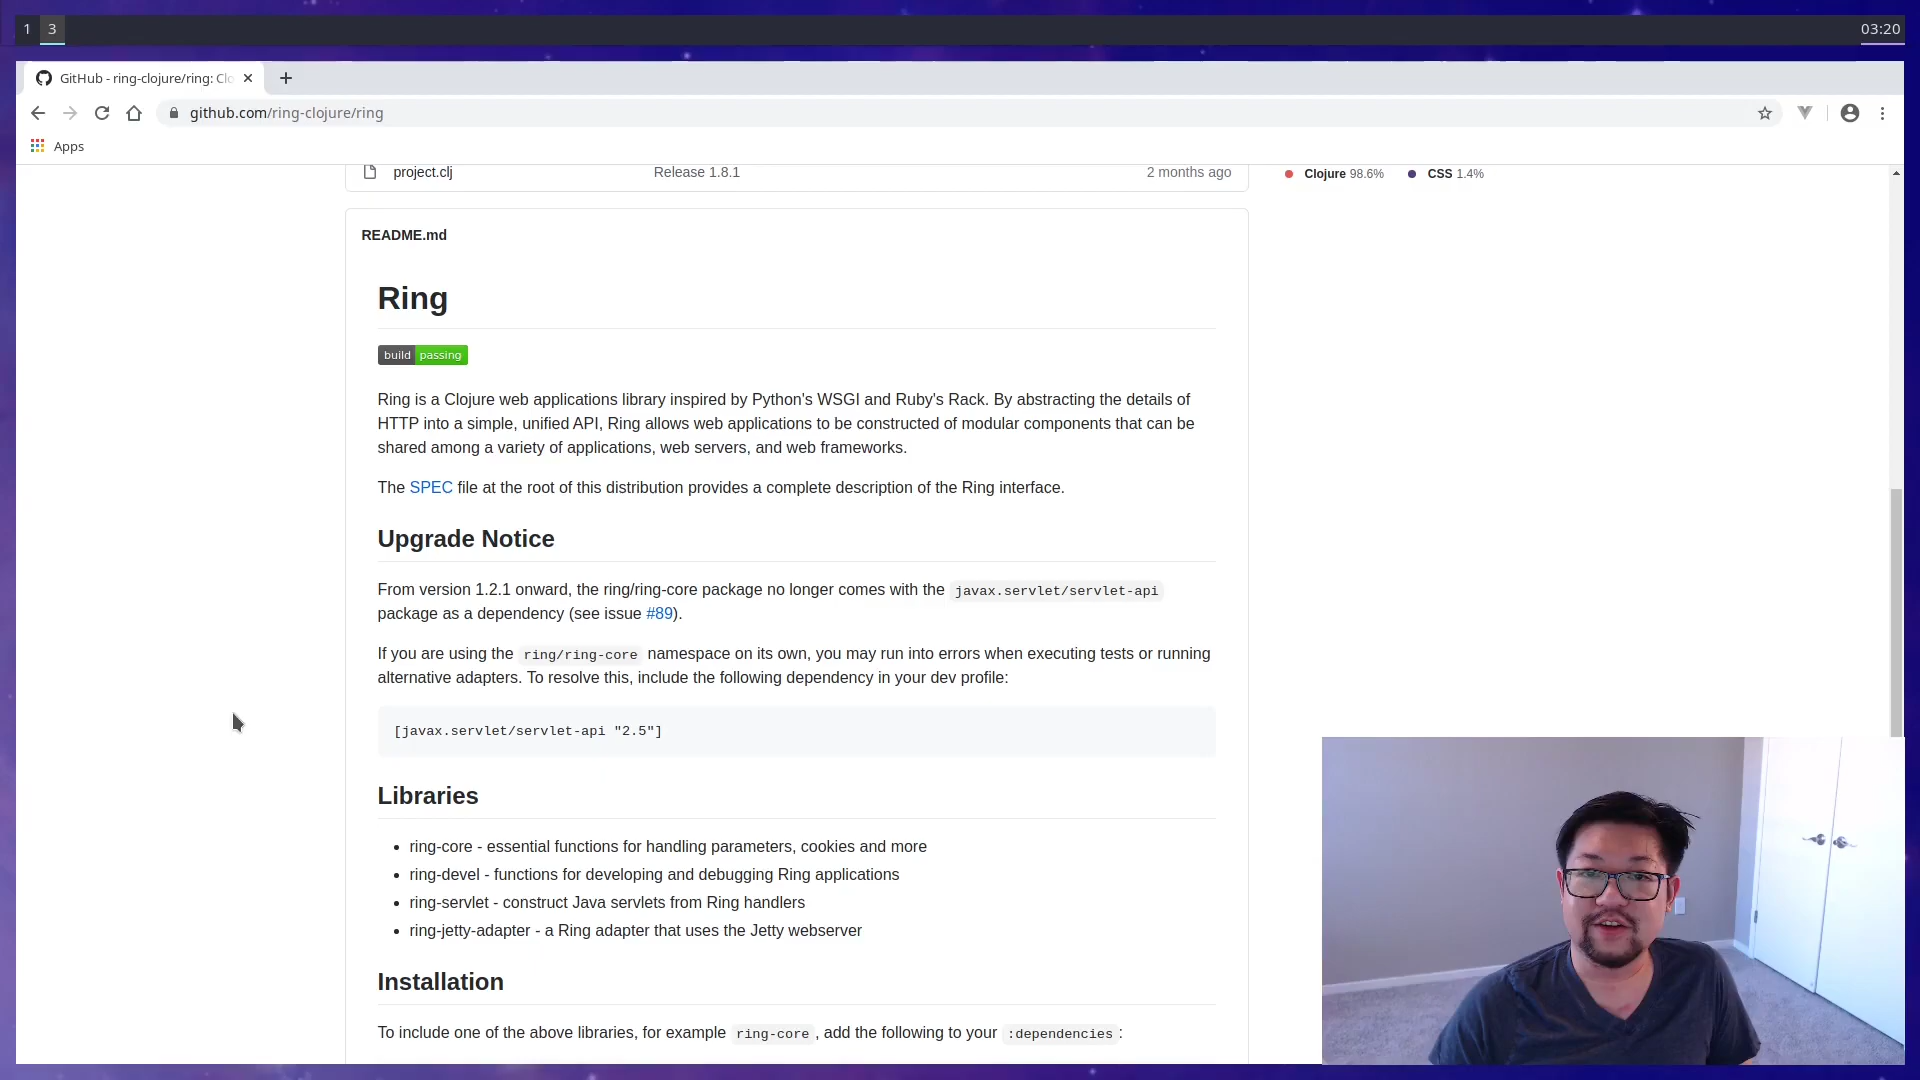 1 3 03:20
GitHub - ring-clojure/ring: Clo
github.com/ring-clojure/ring
Apps
project.clj Release 1.8.1 2 months ago Clojure 98.6% CSS 1.4%
README.md
Ring
build passing
Ring is a Clojure web applications library inspired by Python's WSGI and Ruby's Rack. By abstracting the details of
HTTP into a simple, unified API, Ring allows web applications to be constructed of modular components that can be
shared among a variety of applications, web servers, and web frameworks.
The SPEC file at the root of this distribution provides a complete description of the Ring interface.
Upgrade Notice
From version 1.2.1 onward, the ring/ring-core package no longer comes with the javax.servlet/servlet-api
package as a dependency (see issue #89).
If you are using the ring/ring-core namespace on its own, you may run into errors when executing tests or running
alternative adapters. To resolve this, include the following dependency in your dev profile:
[javax.servlet/servlet-api "2.5"]
Libraries
• ring-core - essential functions for handling parameters, cookies and more
• ring-devel - functions for developing and debugging Ring applications
• ring-servlet - construct Java servlets from Ring handlers
• ring-jetty-adapter - a Ring adapter that uses the Jetty webserver
Installation
To include one of the above libraries, for example ring-core, add the following to your :dependencies: